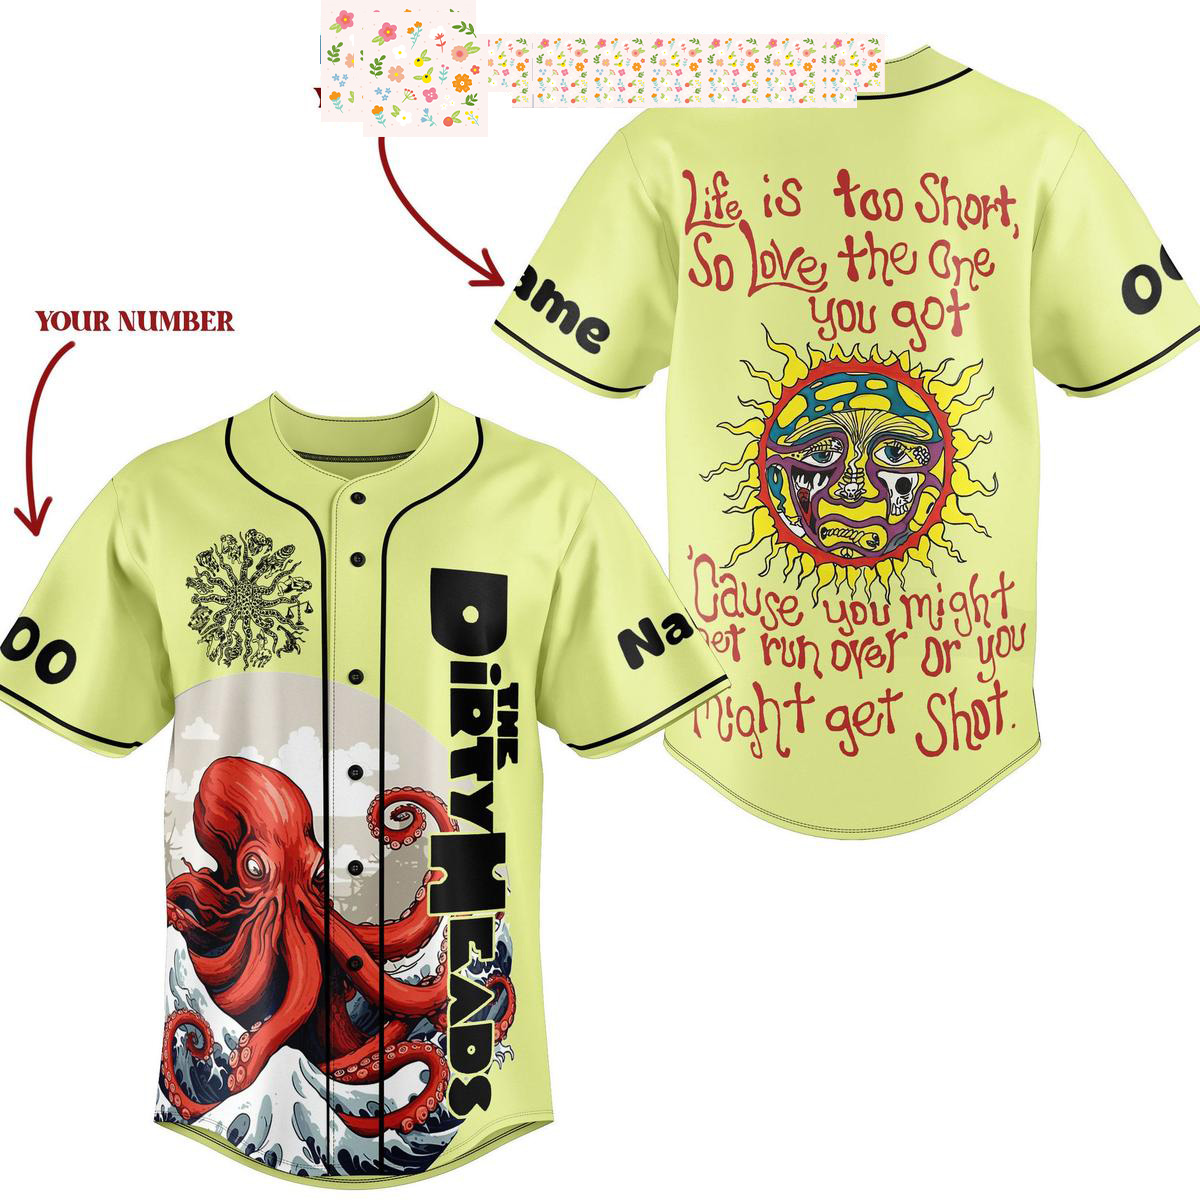 Life is too Short,
So Love the One
you got
ame
00
YOUR NUMBER
'Cause you might
get run over or you
might get Shot.
00
Na
THE
DiRTY HEADS